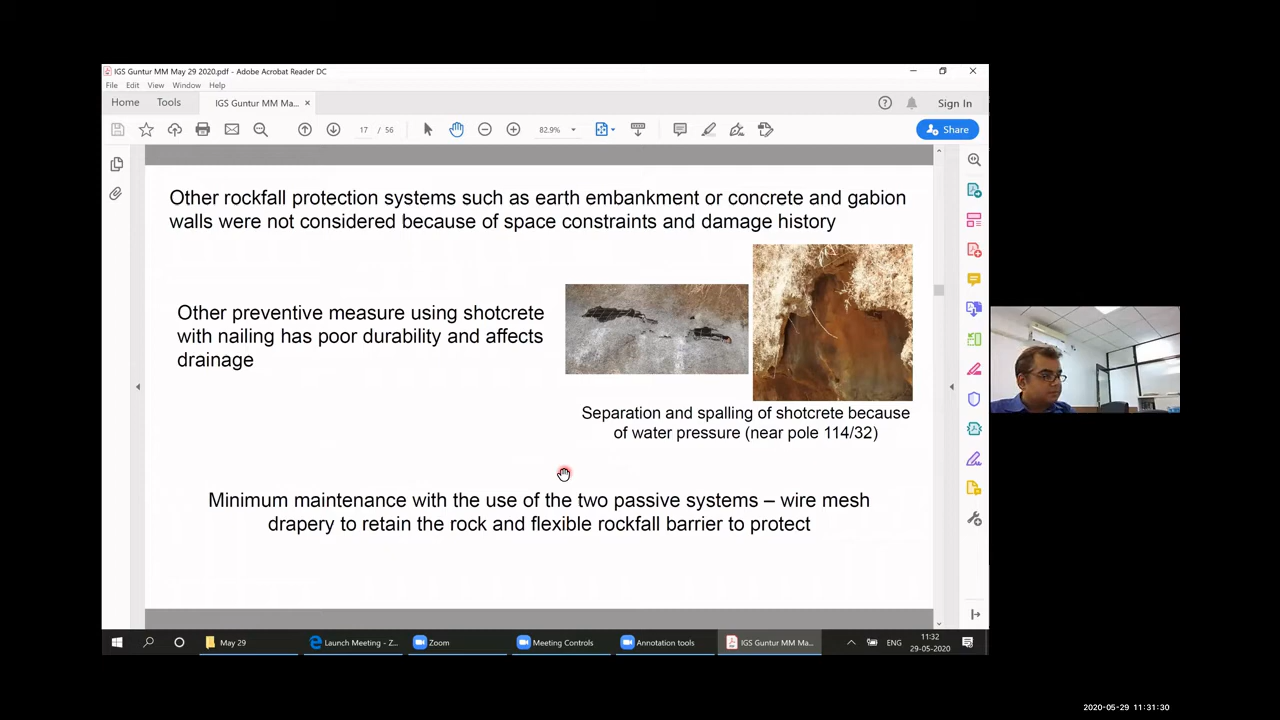 IGS Guntur MM May 29 2020.pdf - Adobe Acrobat Reader DC
File Edit View Window Help
Home Tools IGS Guntur MM Ma... × Sign In
17 / 56 82.9% Share
Other rockfall protection systems such as earth embankment or concrete and gabion
walls were not considered because of space constraints and damage history
Other preventive measure using shotcrete
with nailing has poor durability and affects
drainage
Separation and spalling of shotcrete because
of water pressure (near pole 114/32)
Minimum maintenance with the use of the two passive systems – wire mesh
drapery to retain the rock and flexible rockfall barrier to protect
May 29 Launch Meeting - Z... Zoom Meeting Controls Annotation tools IGS Guntur MM Ma... ENG 11:32
29-05-2020
2020-05-29 11:31:30